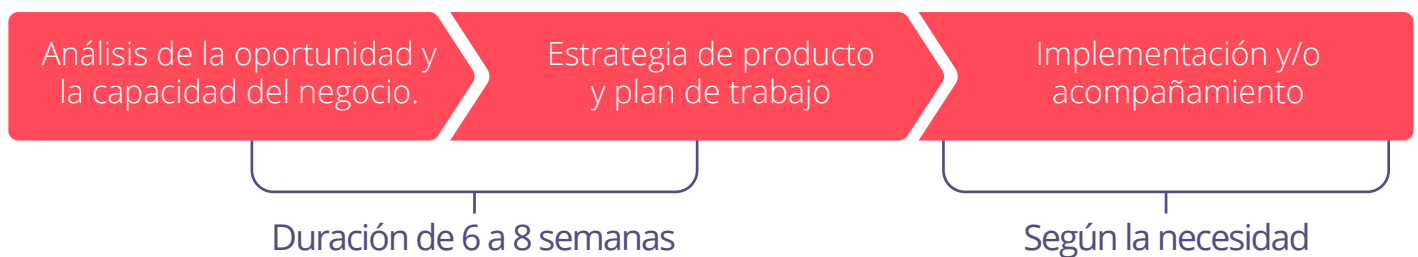 Análisis de la oportunidad y
la capacidad del negocio.
Estrategia de producto
y plan de trabajo
Implementación y/o
acompañamiento
Duración de 6 a 8 semanas
Según la necesidad